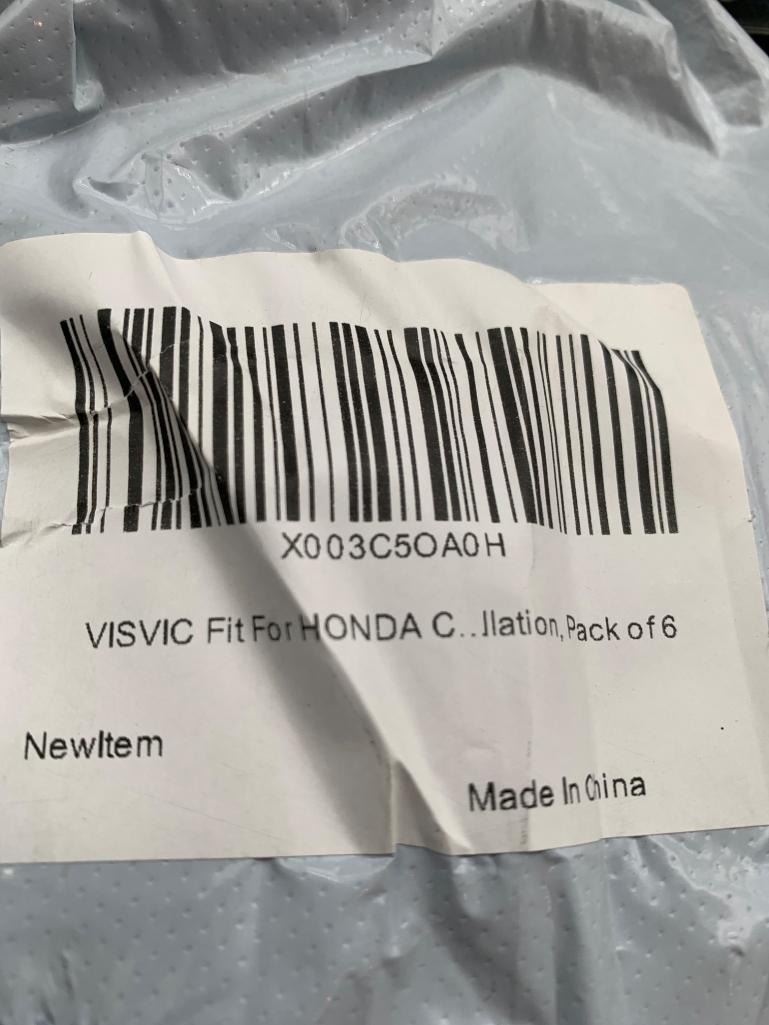 X003C5OA0H
VISVIC Fit For HONDA C...llation, Pack of 6
NewItem
Made In China